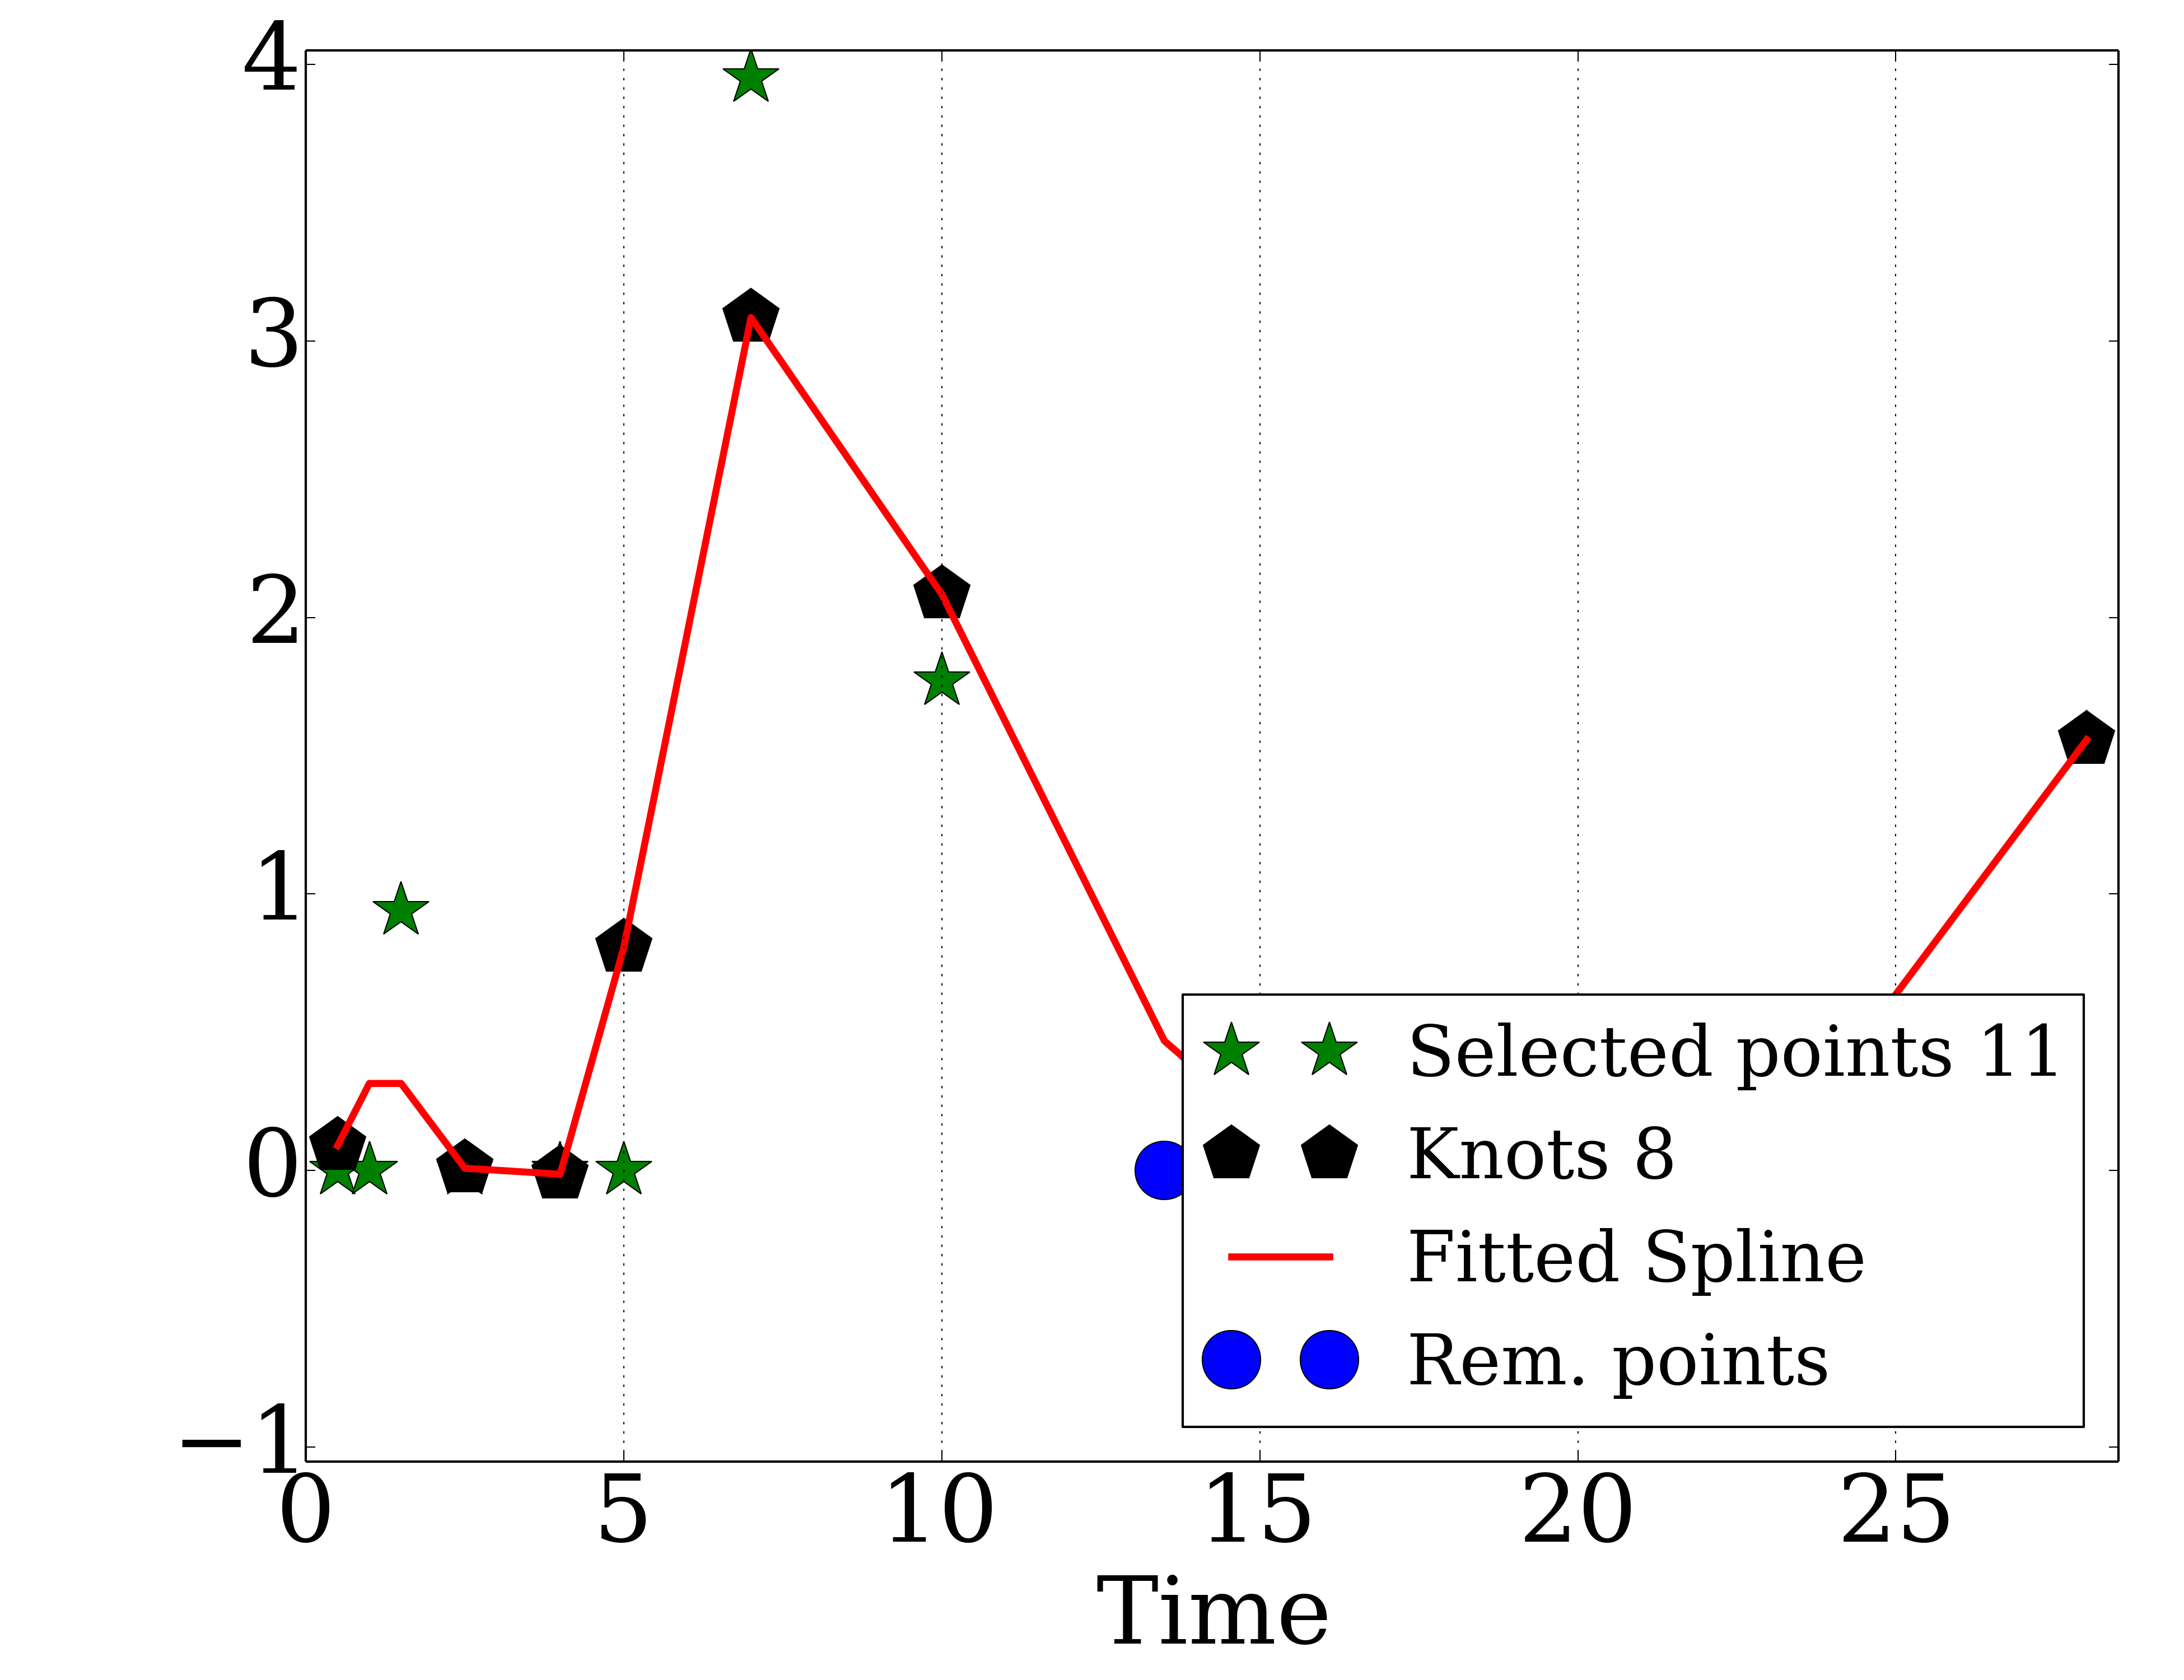 4
3
2
1
0
−1
0 5 10 15 20 25
Time
Selected points 11
Knots 8
Fitted Spline
Rem. points